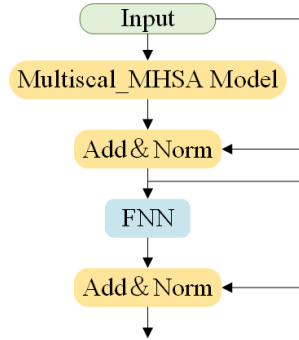 Input
Multiscal_MHSA Model
Add&Norm
FNN
Add&Norm